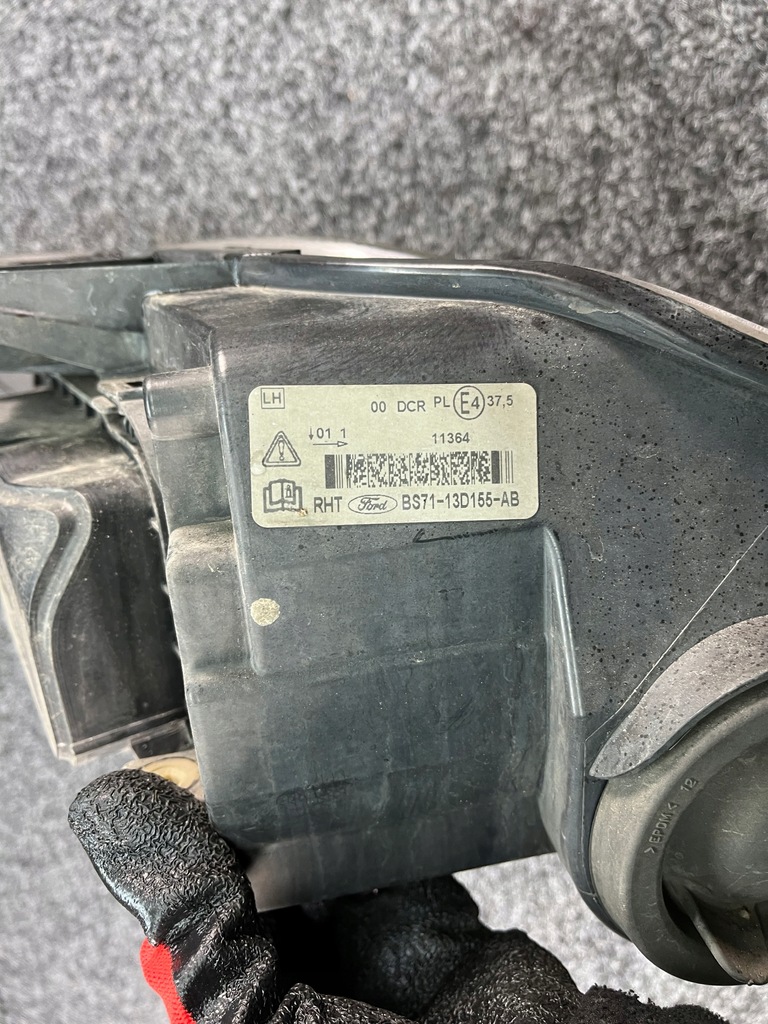 LH
00 DCR PL E4 37,5
↓01 1→
11364
RHT Ford BS71-13D155-AB
>EPDM< 12